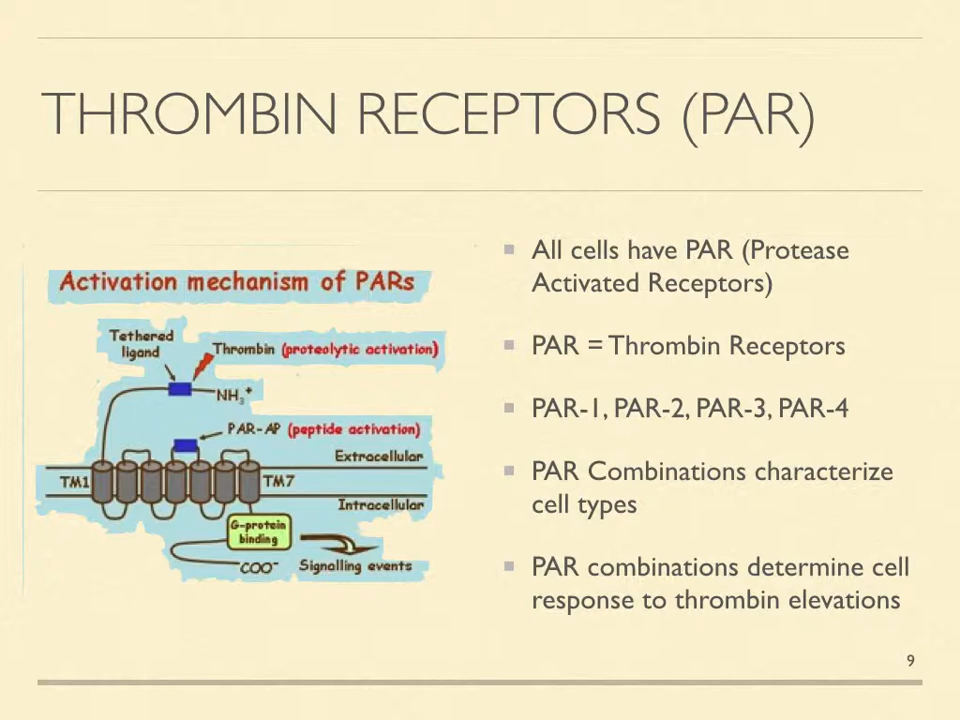 THROMBIN RECEPTORS (PAR)
Activation mechanism of PARs
Tethered
ligand
Thrombin (proteolytic activation)
NH3+
PAR-AP (peptide activation)
Extracellular
TM1
TM7
Intracellular
G-protein
binding
COO-
Signalling events
All cells have PAR (Protease
Activated Receptors)
PAR = Thrombin Receptors
PAR-1, PAR-2, PAR-3, PAR-4
PAR Combinations characterize
cell types
PAR combinations determine cell
response to thrombin elevations
9